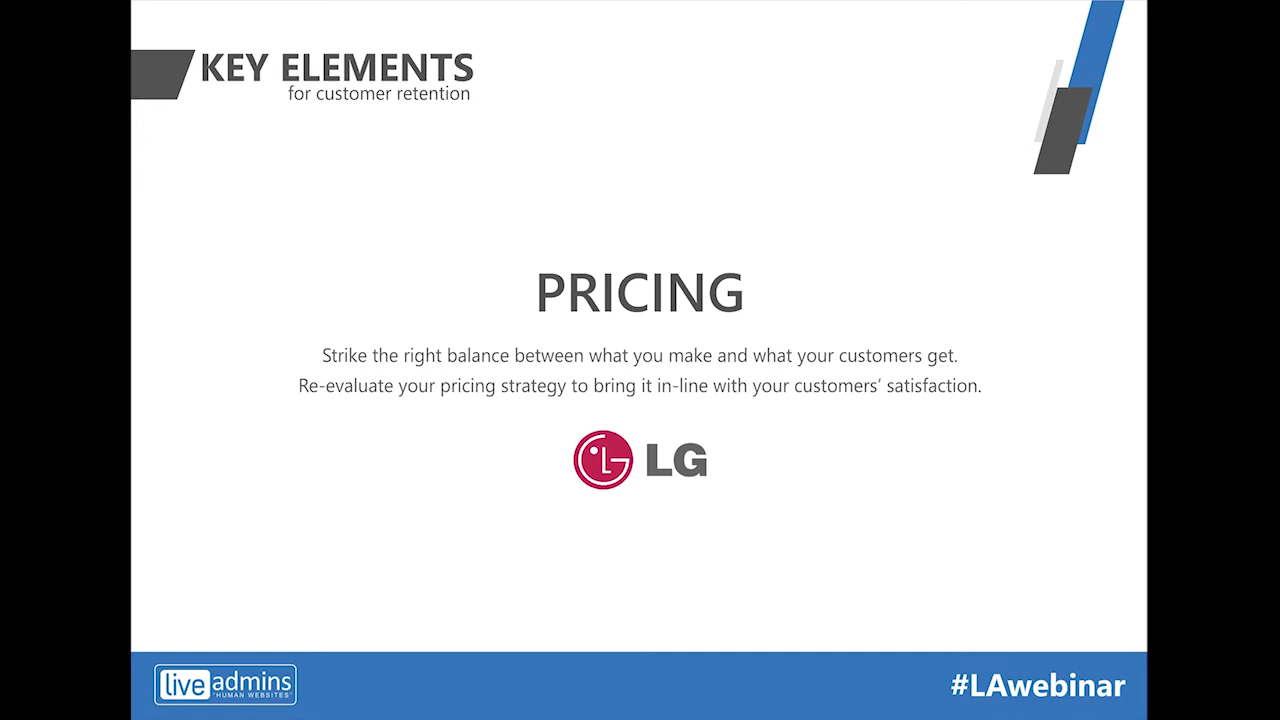 KEY ELEMENTS
for customer retention
PRICING
Strike the right balance between what you make and what your customers get.
Re-evaluate your pricing strategy to bring it in-line with your customers’ satisfaction.
LG
live admins
"HUMAN WEBSITES"
#LAwebinar